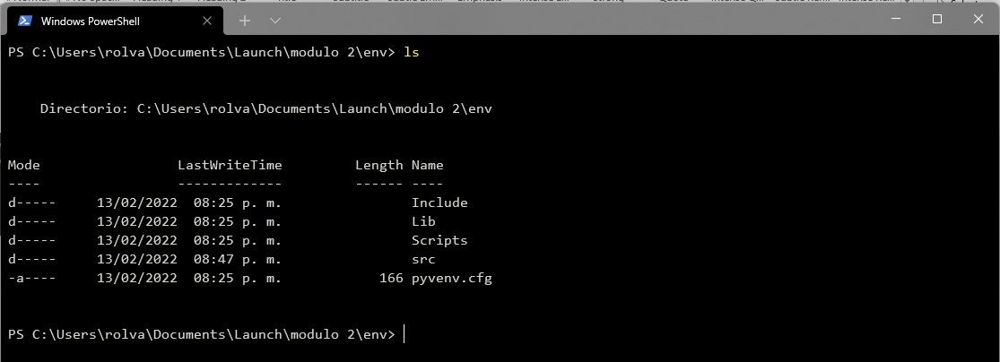 Windows PowerShell
PS C:\Users\rolva\Documents\Launch\modulo 2\env> ls
Directorio: C:\Users\rolva\Documents\Launch\modulo 2\env
Mode                 LastWriteTime         Length Name
----                 -------------         ------ ----
d-----     13/02/2022  08:25 p. m.                Include
d-----     13/02/2022  08:25 p. m.                Lib
d-----     13/02/2022  08:25 p. m.                Scripts
d-----     13/02/2022  08:47 p. m.                src
-a----     13/02/2022  08:25 p. m.            166 pyvenv.cfg
PS C:\Users\rolva\Documents\Launch\modulo 2\env>